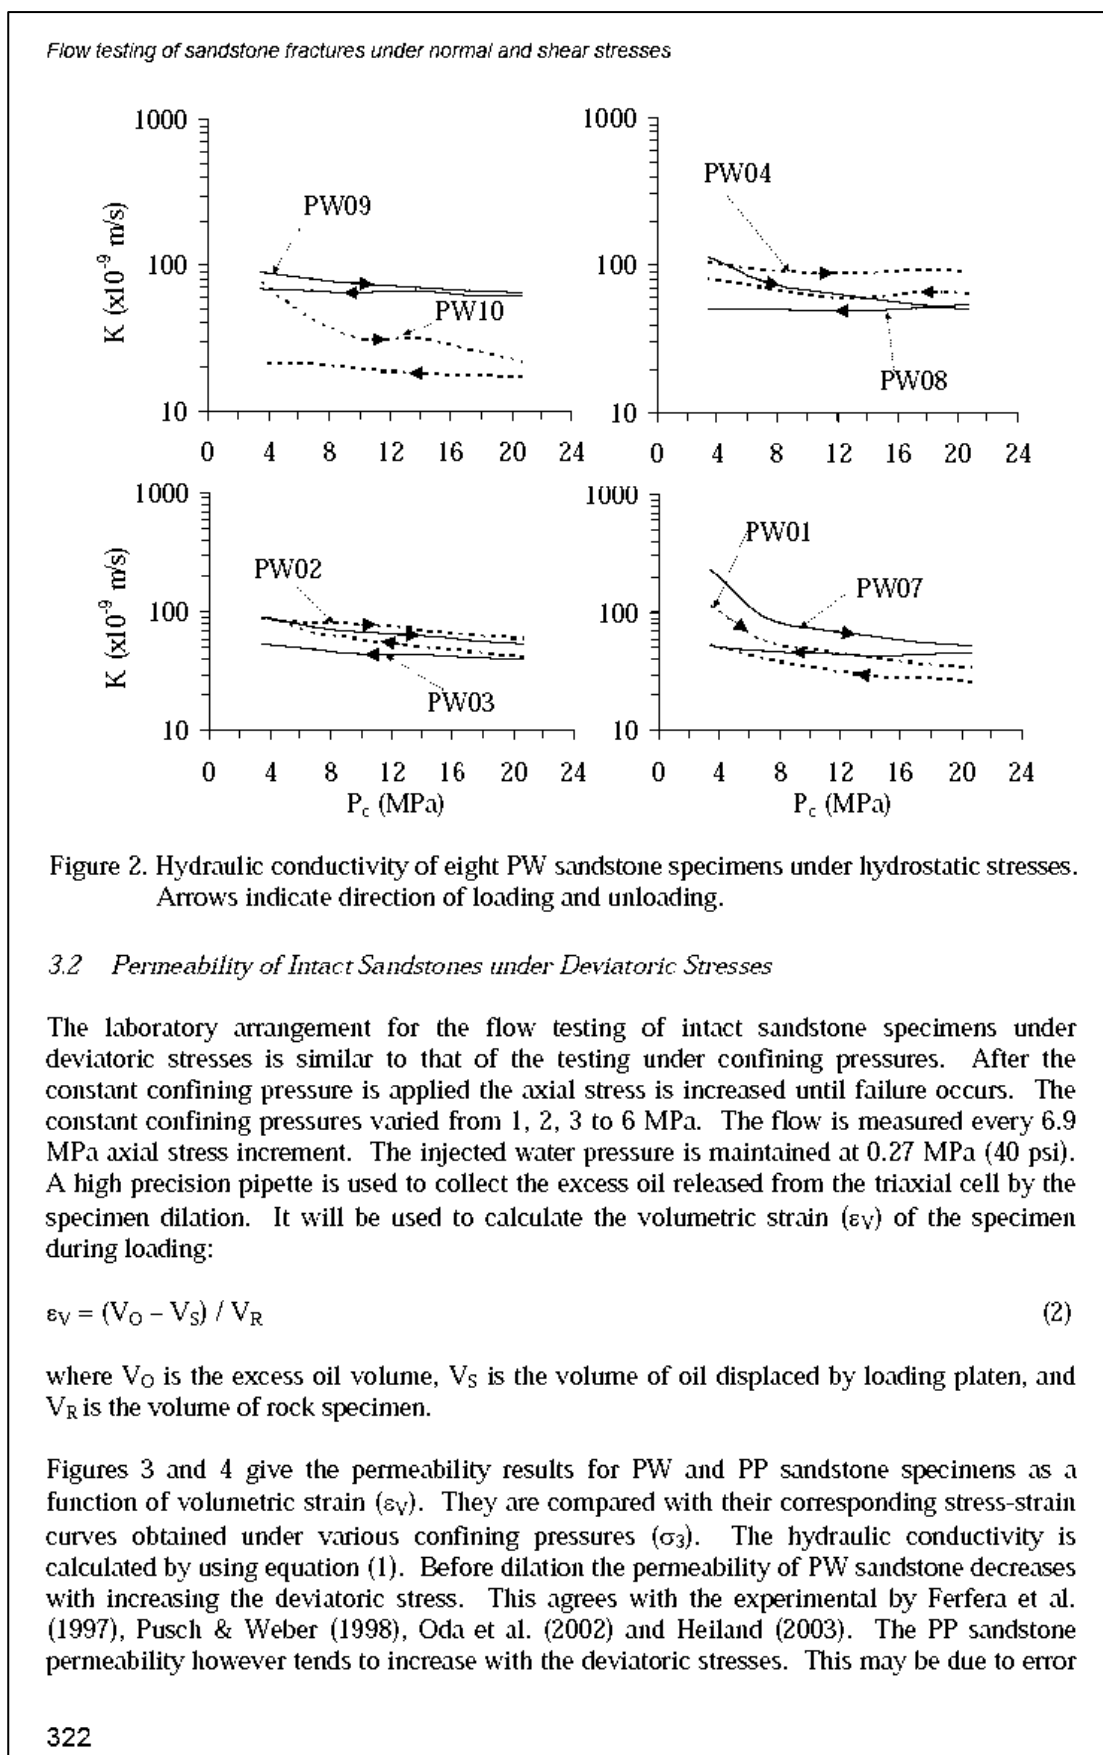 Flow testing of sandstone fractures under normal and shear stresses
1000
100
10
K (x10⁻⁹ m/s)
PW09
PW10
0 4 8 12 16 20 24
1000
100
10
PW04
PW08
0 4 8 12 16 20 24
1000
100
10
K (x10⁻⁹ m/s)
PW02
PW03
0 4 8 12 16 20 24
P_c (MPa)
1000
100
10
PW01
PW07
0 4 8 12 16 20 24
P_c (MPa)
Figure 2. Hydraulic conductivity of eight PW sandstone specimens under hydrostatic stresses.
Arrows indicate direction of loading and unloading.
3.2 Permeability of Intact Sandstones under Deviatoric Stresses
The laboratory arrangement for the flow testing of intact sandstone specimens under
deviatoric stresses is similar to that of the testing under confining pressures. After the
constant confining pressure is applied the axial stress is increased until failure occurs. The
constant confining pressures varied from 1, 2, 3 to 6 MPa. The flow is measured every 6.9
MPa axial stress increment. The injected water pressure is maintained at 0.27 MPa (40 psi).
A high precision pipette is used to collect the excess oil released from the triaxial cell by the
specimen dilation. It will be used to calculate the volumetric strain (εV) of the specimen
during loading:
εV = (VO – VS) / VR (2)
where VO is the excess oil volume, VS is the volume of oil displaced by loading platen, and
VR is the volume of rock specimen.
Figures 3 and 4 give the permeability results for PW and PP sandstone specimens as a
function of volumetric strain (εV). They are compared with their corresponding stress-strain
curves obtained under various confining pressures (σ3). The hydraulic conductivity is
calculated by using equation (1). Before dilation the permeability of PW sandstone decreases
with increasing the deviatoric stress. This agrees with the experimental by Ferfera et al.
(1997), Pusch & Weber (1998), Oda et al. (2002) and Heiland (2003). The PP sandstone
permeability however tends to increase with the deviatoric stresses. This may be due to error
322